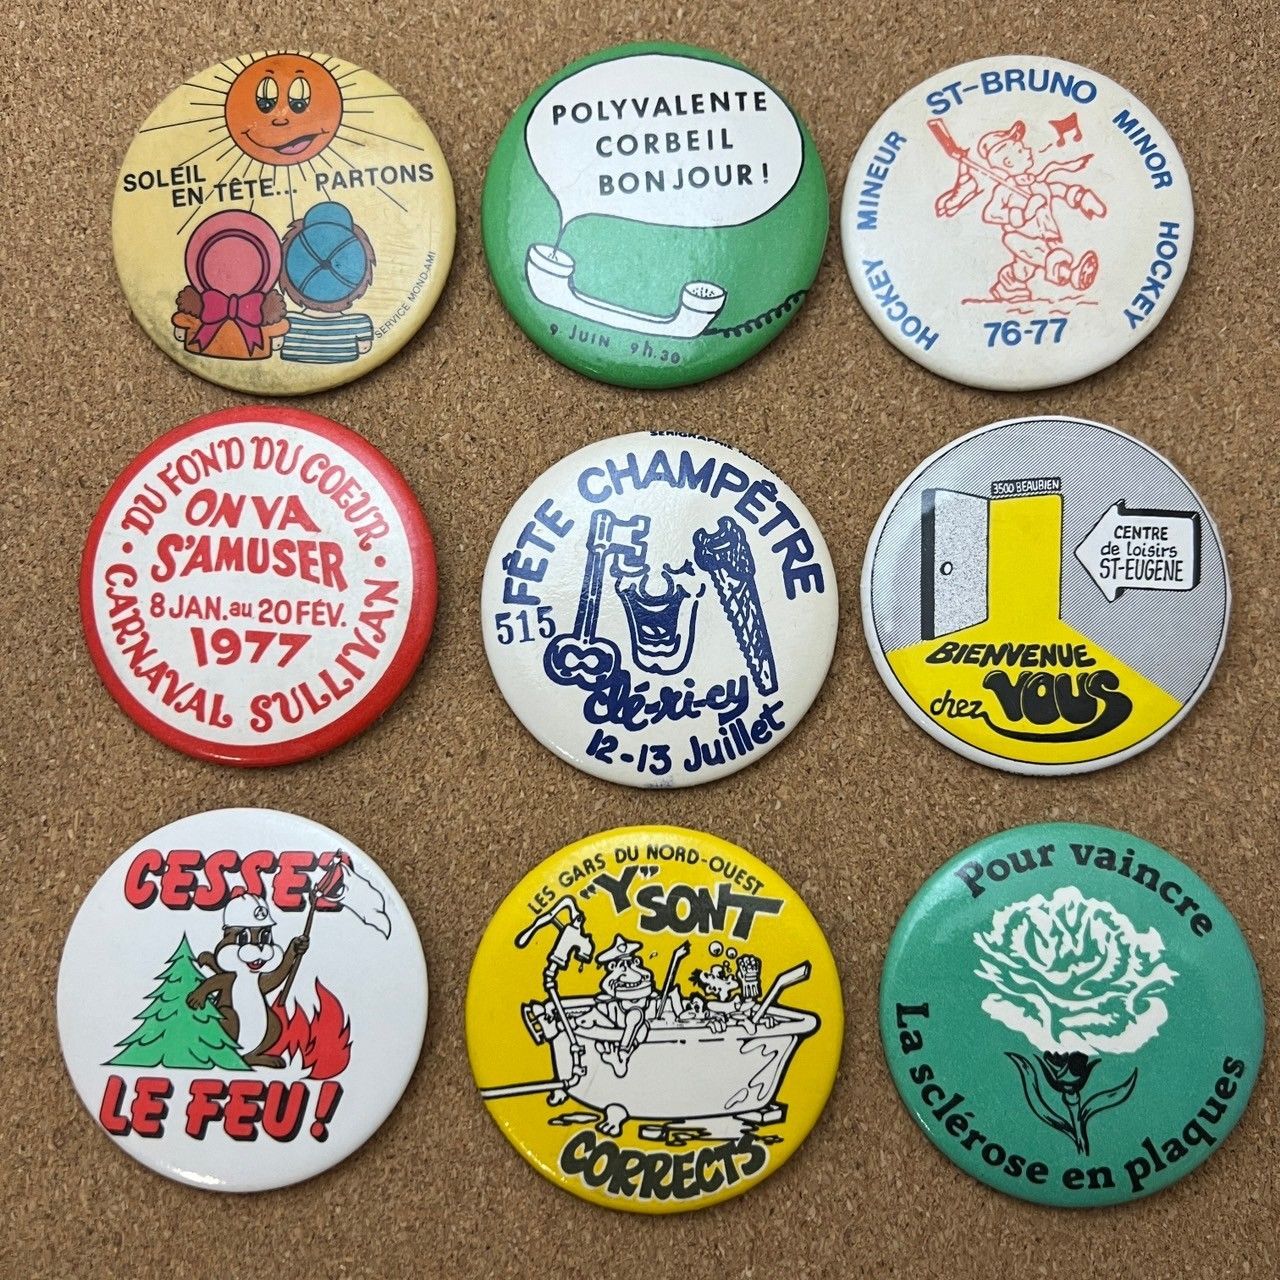 SOLEIL
EN TÊTE... PARTONS
SERVICE MOND-AMI
POLYVALENTE
CORBEIL
BONJOUR!
9 JUIN 9h.30
ST-BRUNO
HOCKEY MINEUR
MINOR HOCKEY
76-77
DU FOND DU COEUR
ON VA
S'AMUSER
8 JAN. au 20 FÉV.
1977
CARNAVAL SULLIVAN
FÊTE CHAMPÊTRE
515
clé-ri-cy
12-13 Juillet
3500 BEAUBIEN
CENTRE
de loisirs
ST-EUGENE
BIENVENUE
chez VOUS
CESSEZ
LE FEU!
LES GARS DU NORD-OUEST
"Y" SONT
CORRECTS
Pour vaincre
La sclérose en plaques